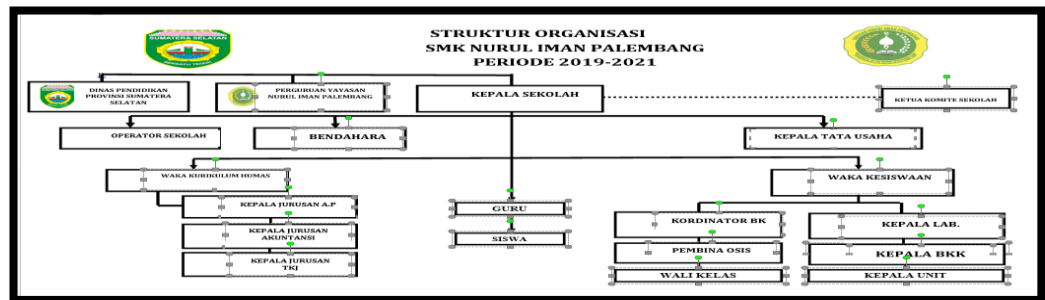 SUMATERA SELATAN
STRUKTUR ORGANISASI
SMK NURUL IMAN PALEMBANG
PERIODE 2019-2021
DINAS PENDIDIKAN
PROVINSI SUMATERA
SELATAN
PERGURUAN YAYASAN
NURUL IMAN PALEMBANG
KEPALA SEKOLAH
KETUA KOMITE SEKOLAH
OPERATOR SEKOLAH
BENDAHARA
KEPALA TATA USAHA
WAKA KURIKULUM HUMAS
WAKA KESISWAAN
KEPALA JURUSAN A.P
KEPALA JURUSAN
AKUNTANSI
KEPALA JURUSAN
TKJ
GURU
SISWA
KORDINATOR BK
PEMBINA OSIS
WALI KELAS
KEPALA LAB.
KEPALA BKK
KEPALA UNIT